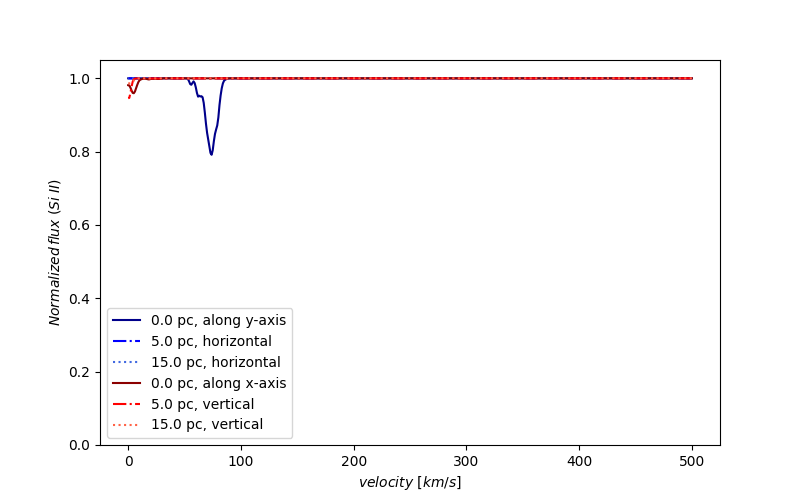 1.0
0.8
0.6
0.4
0.2
0.0
Normalized flux (Si II)
0.0 pc, along y-axis
5.0 pc, horizontal
15.0 pc, horizontal
0.0 pc, along x-axis
5.0 pc, vertical
15.0 pc, vertical
0 100 200 300 400 500
velocity [km/s]